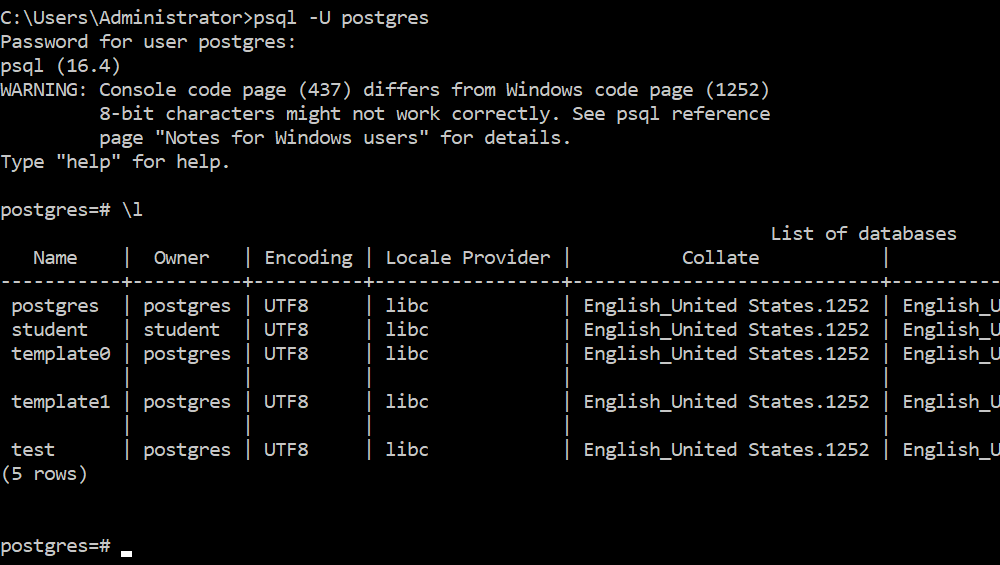 C:\Users\Administrator>psql -U postgres
Password for user postgres:
psql (16.4)
WARNING: Console code page (437) differs from Windows code page (1252)
         8-bit characters might not work correctly. See psql reference
         page "Notes for Windows users" for details.
Type "help" for help.

postgres=# \l
                                                                      List of databases
   Name    |  Owner   | Encoding | Locale Provider |          Collate           |
-----------+----------+----------+-----------------+----------------------------+----------
 postgres  | postgres | UTF8     | libc            | English_United States.1252 | English_U
 student   | student  | UTF8     | libc            | English_United States.1252 | English_U
 template0 | postgres | UTF8     | libc            | English_United States.1252 | English_U
           |          |          |                 |                            |
 template1 | postgres | UTF8     | libc            | English_United States.1252 | English_U
           |          |          |                 |                            |
 test      | postgres | UTF8     | libc            | English_United States.1252 | English_U
(5 rows)

postgres=#